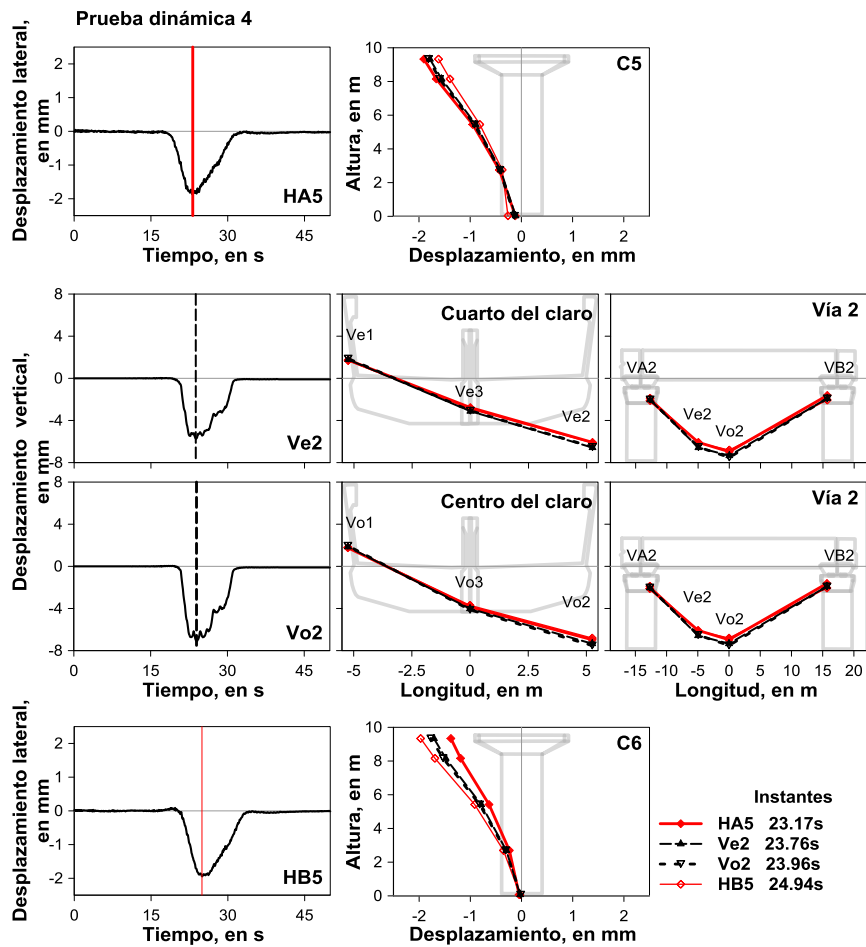 Prueba dinámica 4
Desplazamiento lateral,
en mm
2
1
0
-1
-2
HA5
0 15 30 45
Tiempo, en s
Altura, en m
10
8
6
4
2
0
C5
-2 -1 0 1 2
Desplazamiento, en mm
Desplazamiento vertical,
en mm
8
4
0
-4
-8
Ve2
Cuarto del claro
Ve1
Ve3
Ve2
Vía 2
VA2 VB2
Ve2
Vo2
8
4
0
-4
-8
Vo2
0 15 30 45
Tiempo, en s
Centro del claro
Vo1
Vo3
Vo2
-5 0 5
Longitud, en m
Vía 2
VA2 VB2
Ve2
Vo2
-15 -10 -5 0 5 10 15 20
Longitud, en m
Desplazamiento lateral,
en mm
2
1
0
-1
-2
HB5
0 15 30 45
Tiempo, en s
Altura, en m
10
8
6
4
2
0
C6
-2 -1 0 1 2
Desplazamiento, en mm
Instantes
HA5 23.17s
Ve2 23.76s
Vo2 23.96s
HB5 24.94s